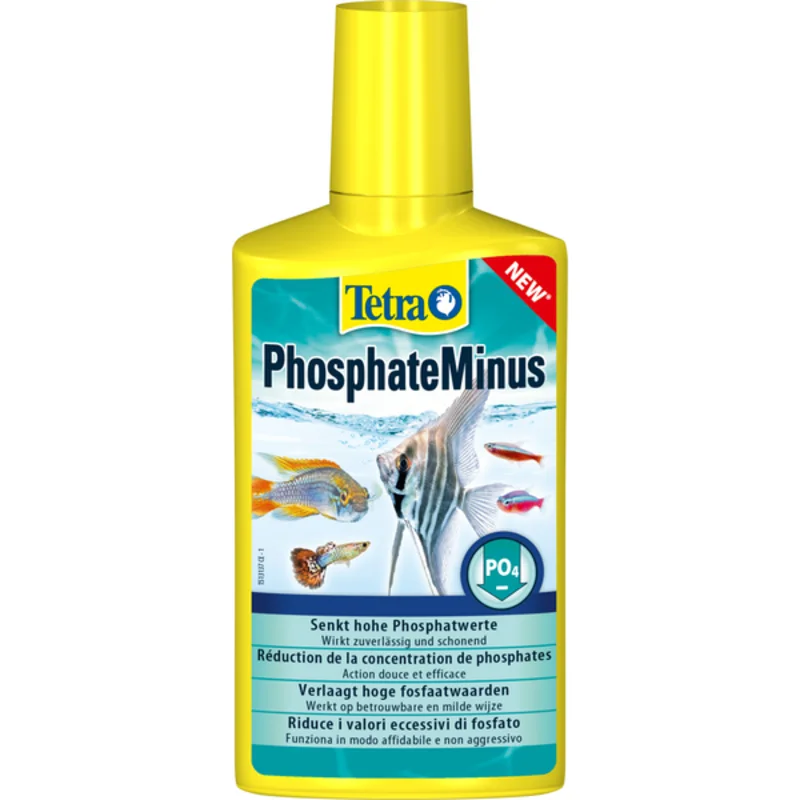 Tetra
NEW*
PhosphateMinus
PO4
Senkt hohe Phosphatwerte
Wirkt zuverlässig und schonend
Réduction de la concentration de phosphates
Action douce et efficace
Verlaagt hoge fosfaatwaarden
Werkt op betrouwbare en milde wijze
Riduce i valori eccessivi di fosfato
Funziona in modo affidabile e non aggressivo